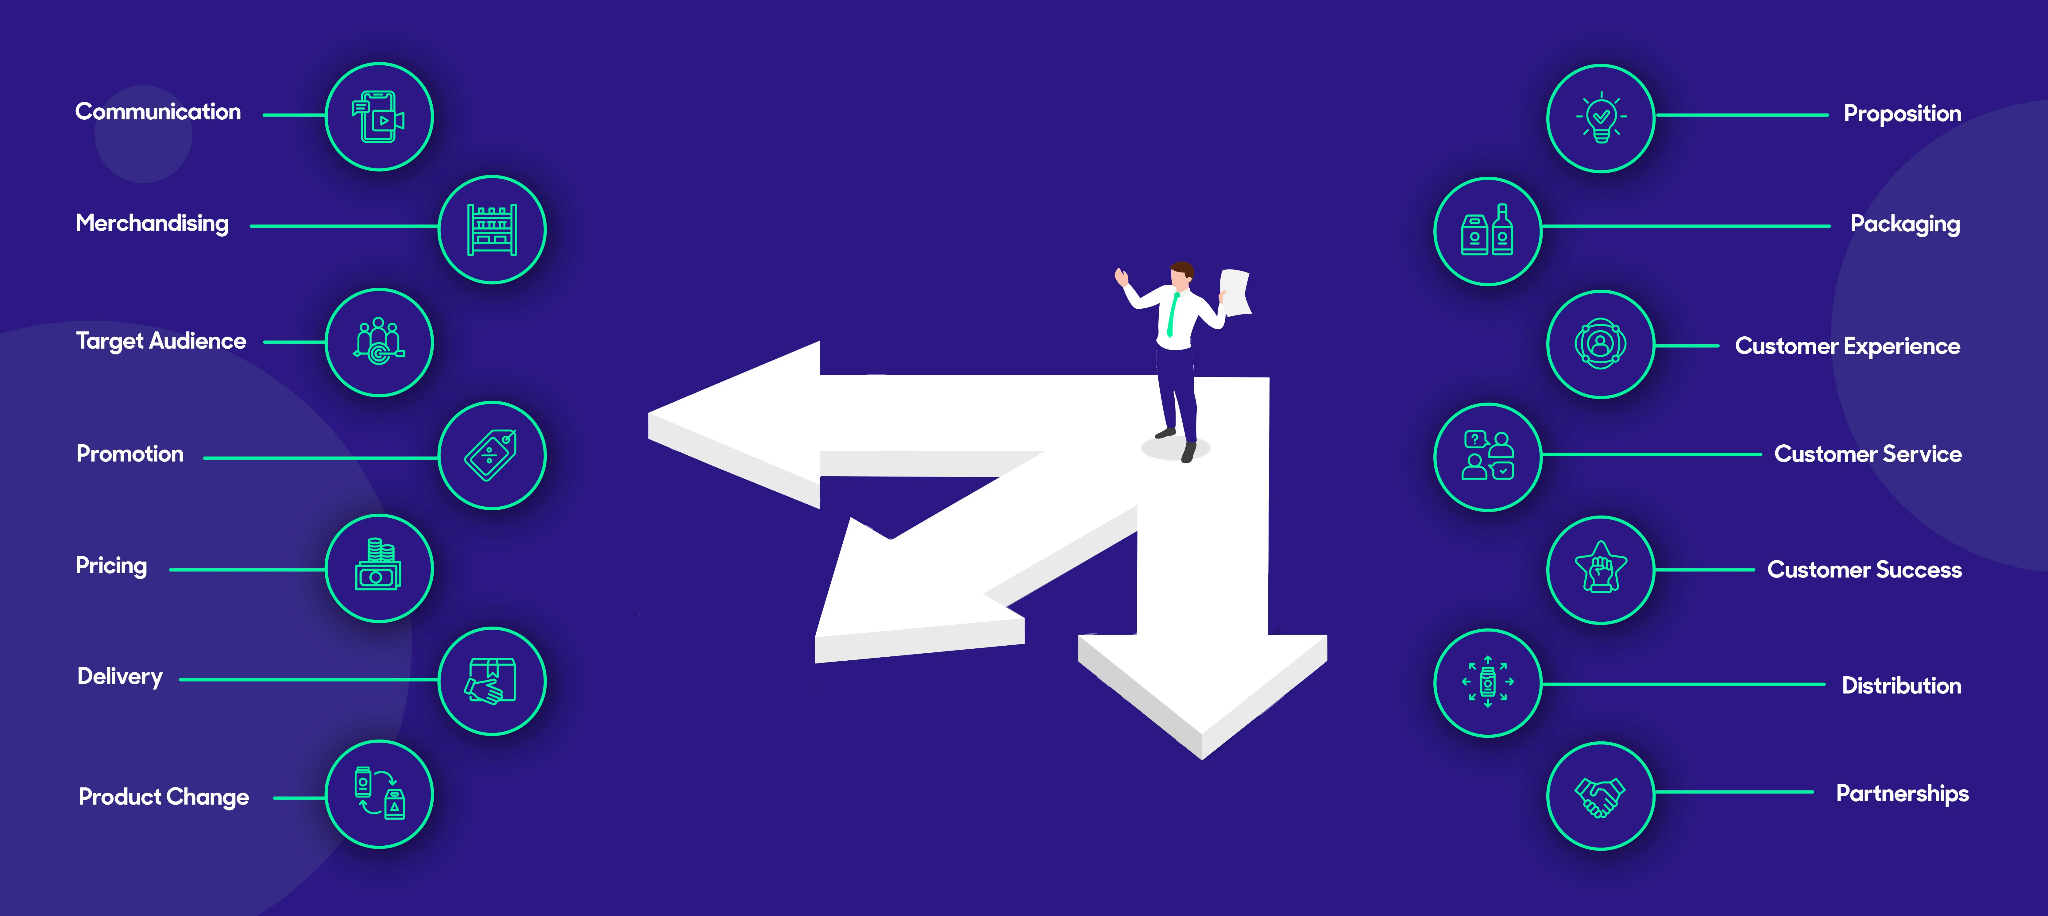 Communication
Merchandising
Target Audience
Promotion
Pricing
Delivery
Product Change
Proposition
Packaging
Customer Experience
?
Customer Service
Customer Success
Distribution
Partnerships